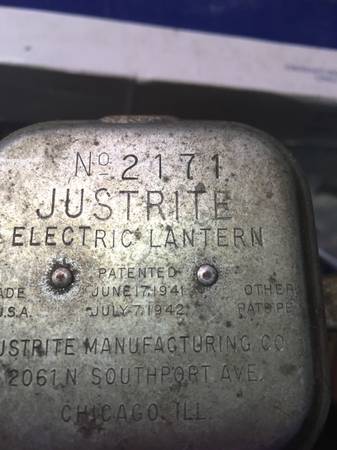 No 2171
JUSTRITE
ELECTRIC LANTERN
PATENTED
ADE JUNE 17, 1941 OTHER
U.S.A. JULY 7, 1942 PATS PE
USTRITE MANUFACTURING CO
2061 N SOUTHPORT AVE.
CHICAGO, ILL.